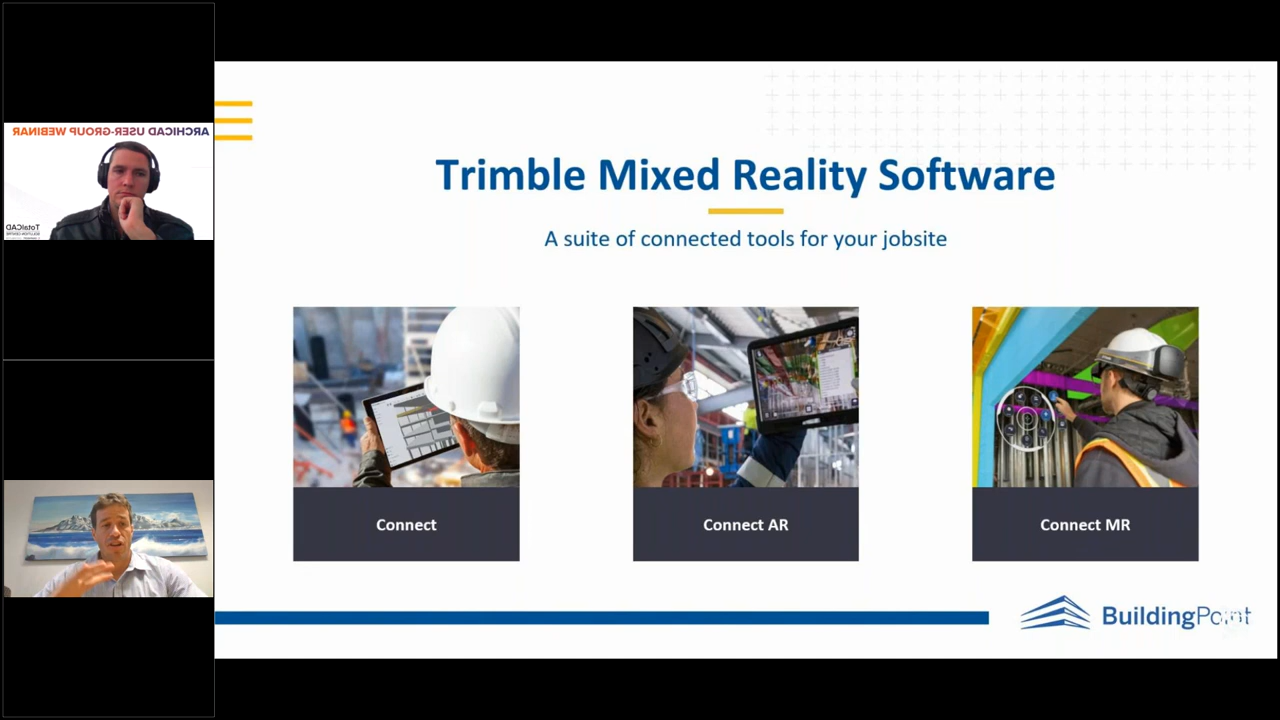 ARCHICAD USER-GROUP WEBINAR
TotalCAD
Trimble Mixed Reality Software
A suite of connected tools for your jobsite
Connect
Connect AR
Connect MR
BuildingPoint